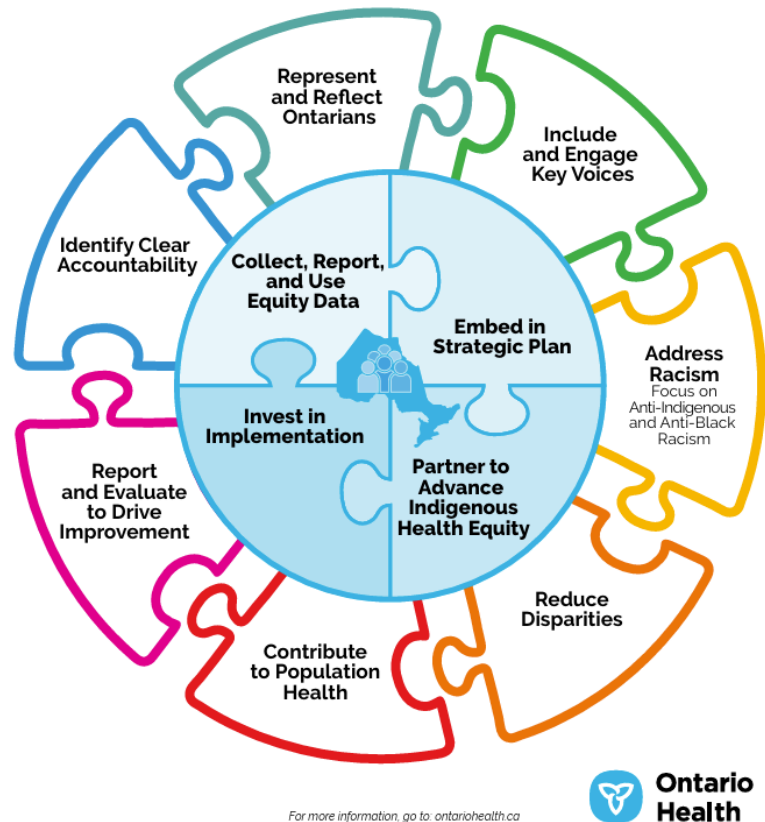 Represent
and Reflect
Ontarians
Include
and Engage
Key Voices
Identify Clear
Accountability
Collect, Report,
and Use
Equity Data
Embed in
Strategic Plan
Address
Racism
Focus on
Anti-Indigenous
and Anti-Black
Racism
Invest in
Implementation
Partner to
Advance
Indigenous
Health Equity
Report
and Evaluate
to Drive
Improvement
Reduce
Disparities
Contribute
to Population
Health
For more information, go to: ontariohealth.ca
Ontario
Health